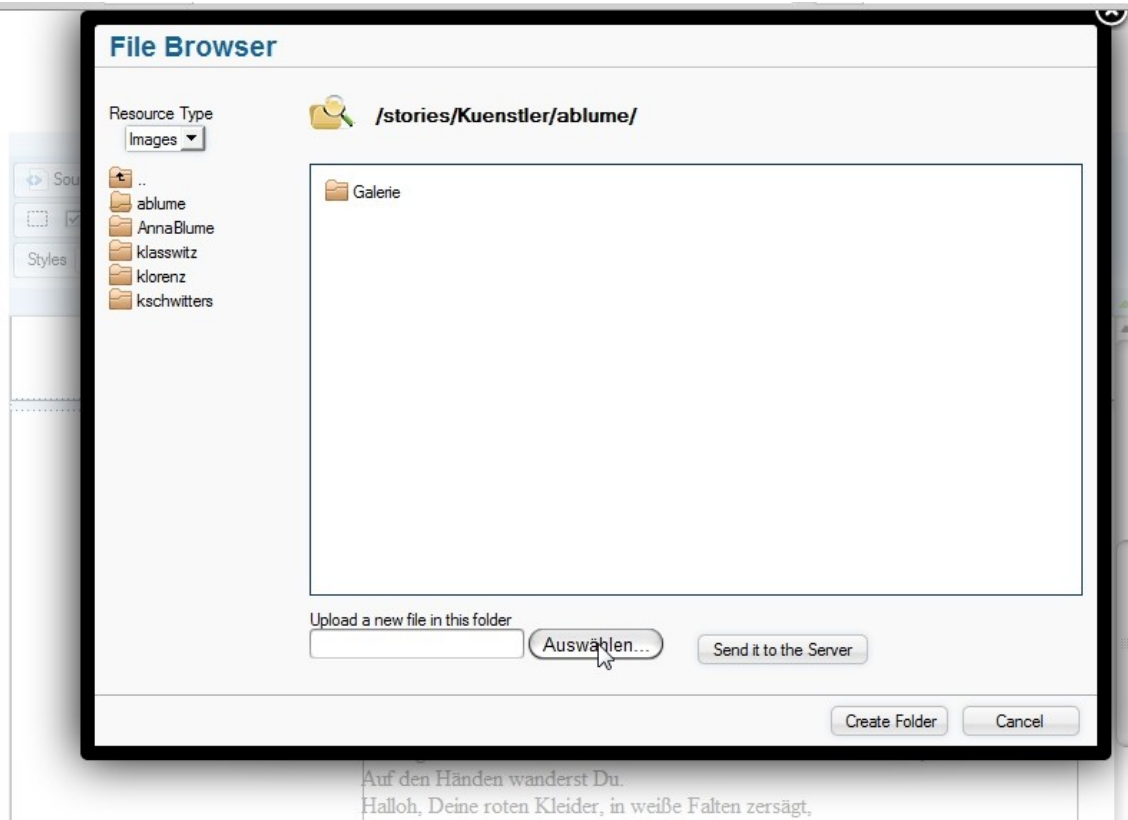 File Browser
Resource Type
Images
..
ablume
AnnaBlume
klasswitz
klorenz
kschwitters
/stories/Kuenstler/ablume/
Galerie
Upload a new file in this folder
Auswählen...
Send it to the Server
Create Folder
Cancel
Sou
Styles
Auf den Händen wanderst Du.
Halloh, Deine roten Kleider, in weiße Falten zersägt,